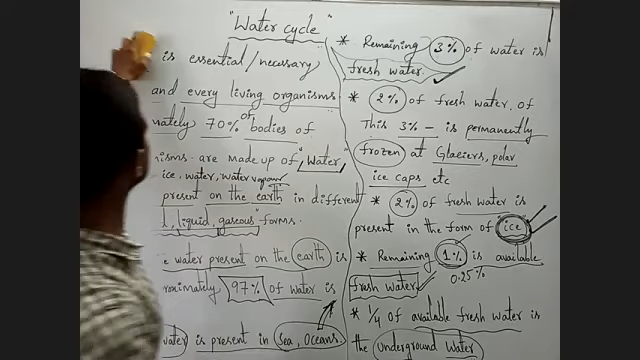 "Water cycle"
is essential/necessary
and every living organisms
mately 70% of bodies of
nisms are made up of "Water,"
ice, water, water vapour
present on the earth in different
liquid, gaseous" forms.
water present on the earth is
roximately 97% of water is
water is present in Sea, Oceans.
* Remaining 3% of water is
fresh water.
* 2% of fresh water of
This 3% - is permanently
frozen at Glaciers, polar
ice caps etc
* 2% of fresh water is
present in the form of ice
* Remaining 1% is available
fresh water 0.25%
* 1/4 of available fresh water is
the underground water